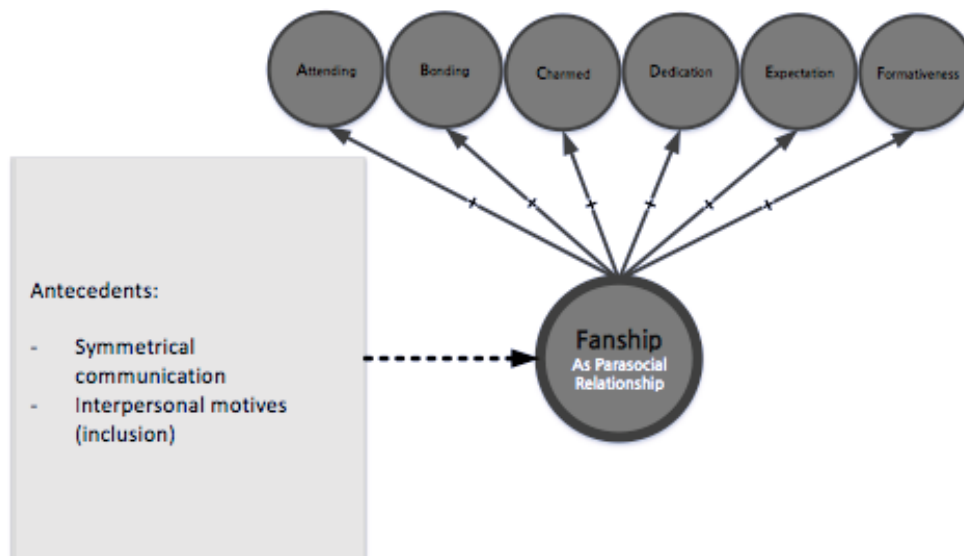 Attending
Bonding
Charmed
Dedication
Expectation
Formativeness
+ + + + + +
Antecedents:
- Symmetrical
communication
- Interpersonal motives
(inclusion)
Fanship
As Parasocial
Relationship